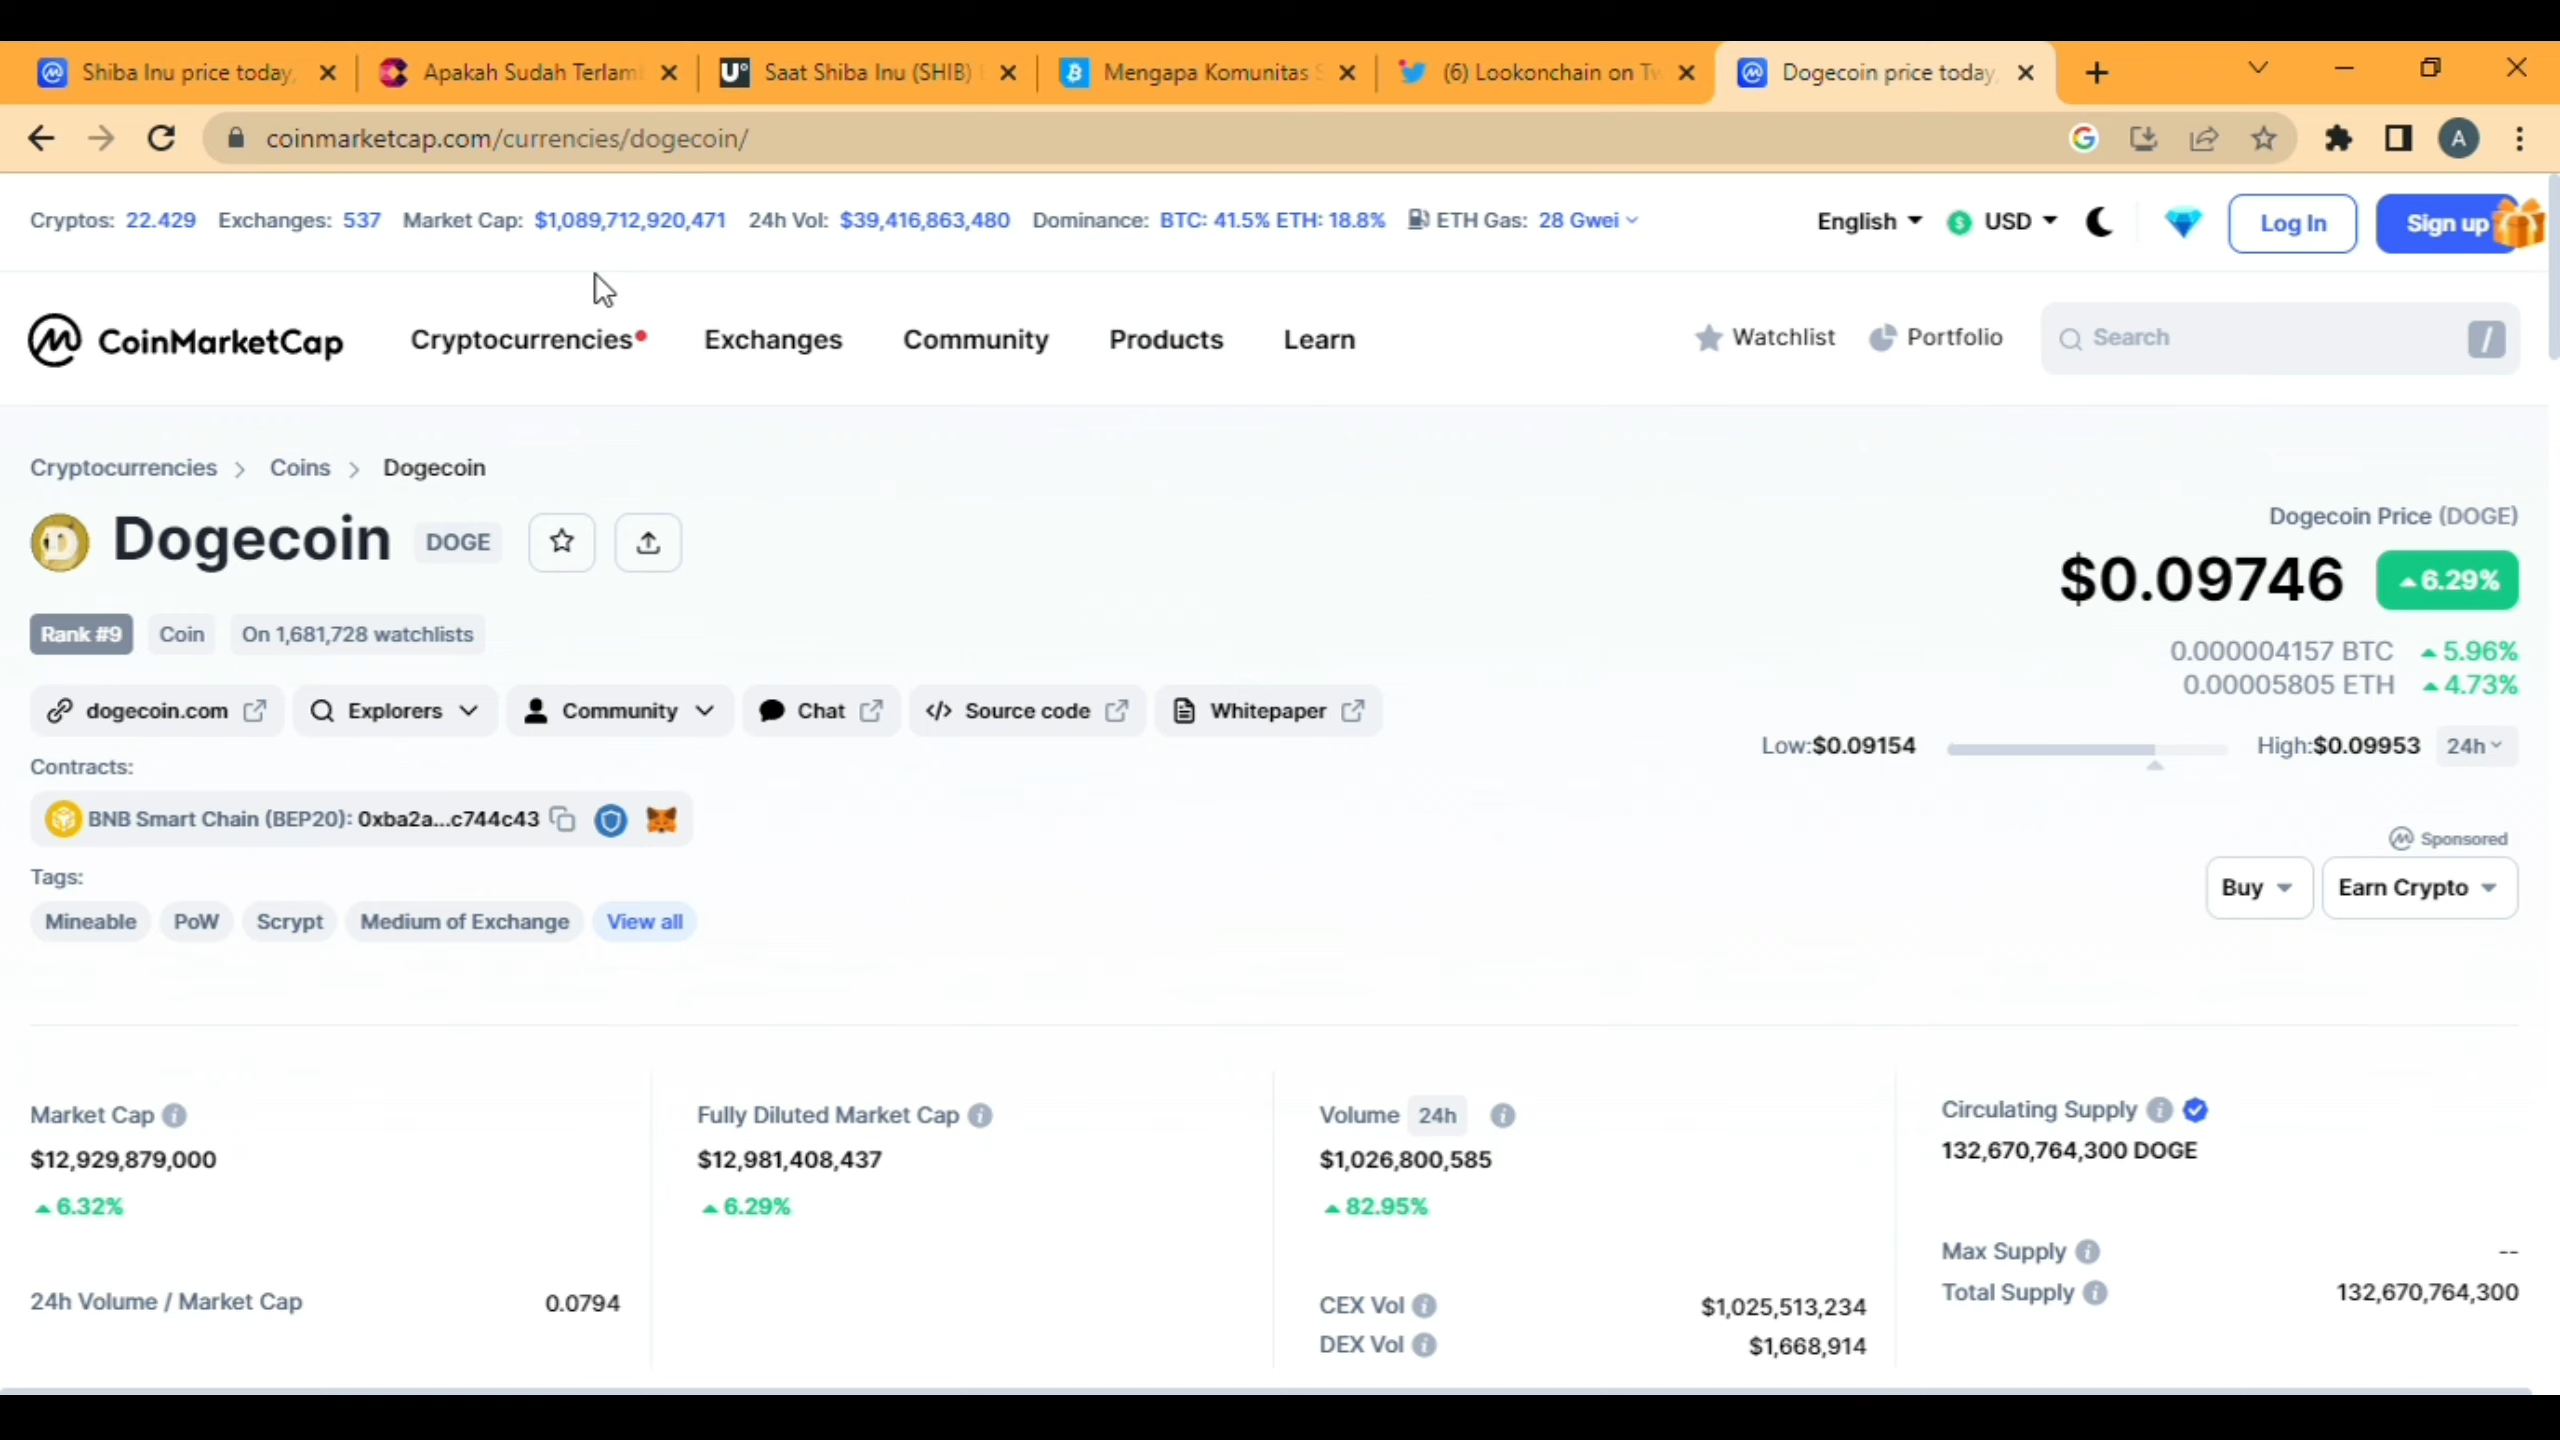 Shiba Inu price today, Apakah Sudah Terlam Saat Shiba Inu (SHIB) Mengapa Komunitas S (6) Lookonchain on Tw Dogecoin price today,
coinmarketcap.com/currencies/dogecoin/ A
Cryptos: 22.429 Exchanges: 537 Market Cap: $1,089,712,920,471 24h Vol: $39,416,863,480 Dominance: BTC: 41.5% ETH: 18.8% ETH Gas: 28 Gwei English USD Log In Sign up
CoinMarketCap Cryptocurrencies Exchanges Community Products Learn Watchlist Portfolio Search /
Cryptocurrencies > Coins > Dogecoin
Dogecoin DOGE
Dogecoin Price (DOGE)
$0.09746 6.29%
Rank #9 Coin On 1,681,728 watchlists
0.000004157 BTC 5.96%
0.00005805 ETH 4.73%
dogecoin.com Explorers Community Chat Source code Whitepaper
Low:$0.09154 High:$0.09953 24h
Contracts:
BNB Smart Chain (BEP20): 0xba2a...c744c43
Sponsored
Buy Earn Crypto
Tags:
Mineable PoW Scrypt Medium of Exchange View all
Market Cap
$12,929,879,000
6.32%
24h Volume / Market Cap 0.0794
Fully Diluted Market Cap
$12,981,408,437
6.29%
Volume 24h
$1,026,800,585
82.95%
CEX Vol $1,025,513,234
DEX Vol $1,668,914
Circulating Supply
132,670,764,300 DOGE
Max Supply --
Total Supply 132,670,764,300